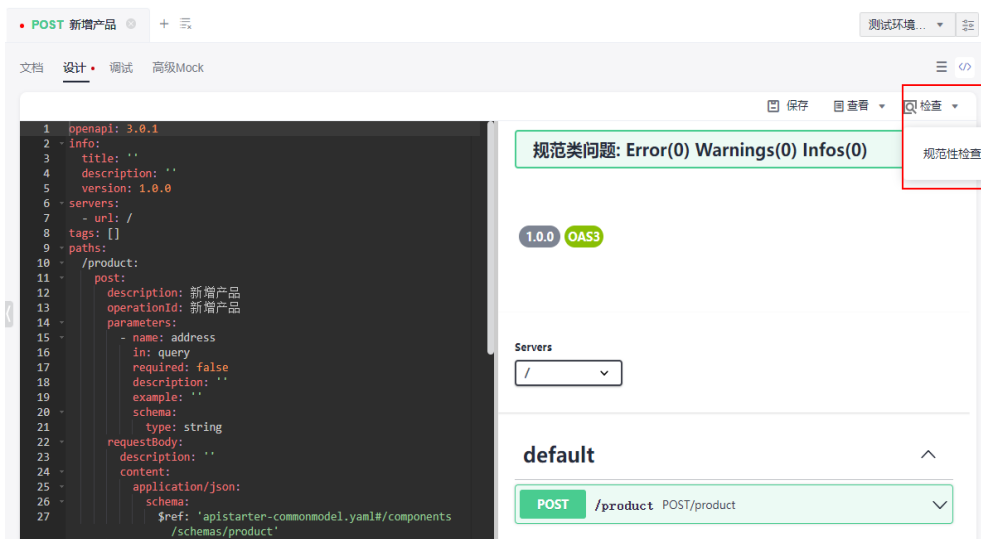 POST 新增产品
测试环境...
文档 设计 调试 高级Mock
保存 查看 检查
规范性检查
1 openapi: 3.0.1
2 info:
3 title: ''
4 description: ''
5 version: 1.0.0
6 servers:
7 - url: /
8 tags: []
9 paths:
10 /product:
11 post:
12 description: 新增产品
13 operationId: 新增产品
14 parameters:
15 - name: address
16 in: query
17 required: false
18 description: ''
19 example: ''
20 schema:
21 type: string
22 requestBody:
23 description: ''
24 content:
25 application/json:
26 schema:
27 $ref: 'apistarter-commonmodel.yaml#/components
/schemas/product'
规范类问题: Error(0) Warnings(0) Infos(0)
1.0.0 OAS3
Servers
/
default
POST /product POST/product